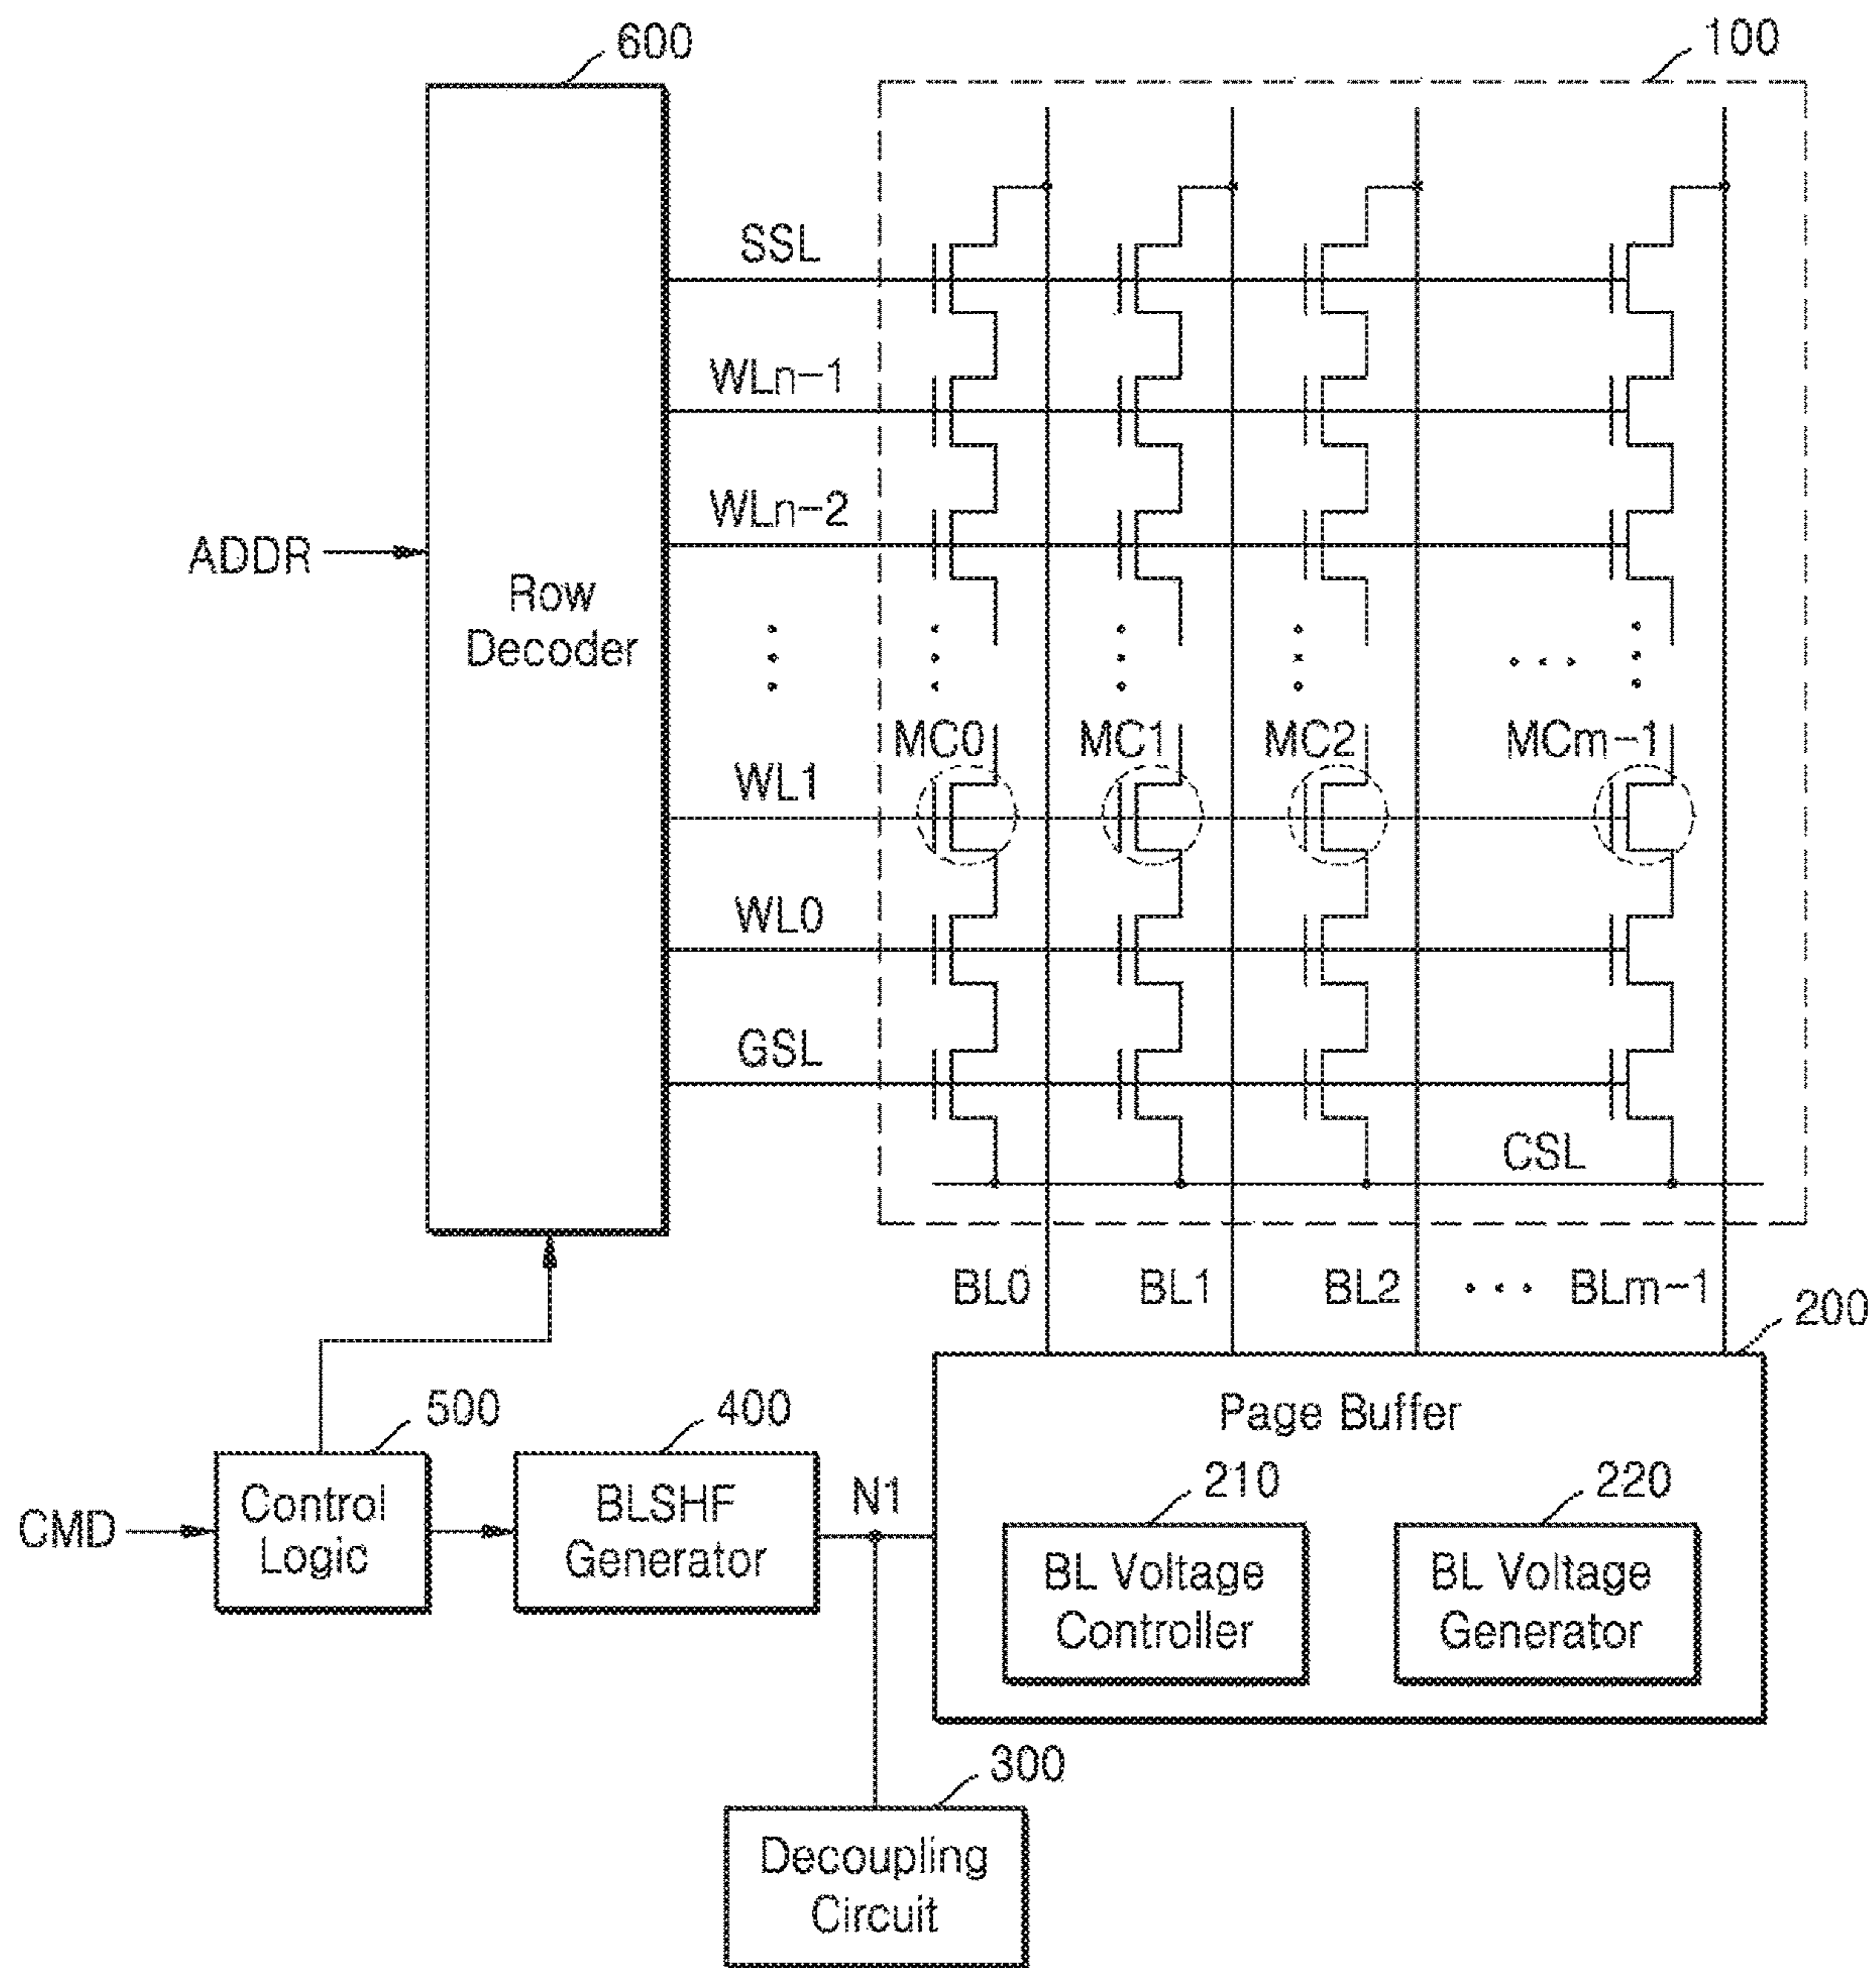 600
100
SSL
WLn-1
WLn-2
ADDR
Row
Decoder
MC0 MC1 MC2 MCm-1
WL1
WL0
GSL
CSL
BL0 BL1 BL2 ... BLm-1
200
500
400
Page Buffer
CMD
Control
Logic
BLSHF
Generator
N1
210
220
BL Voltage
Controller
BL Voltage
Generator
300
Decoupling
Circuit